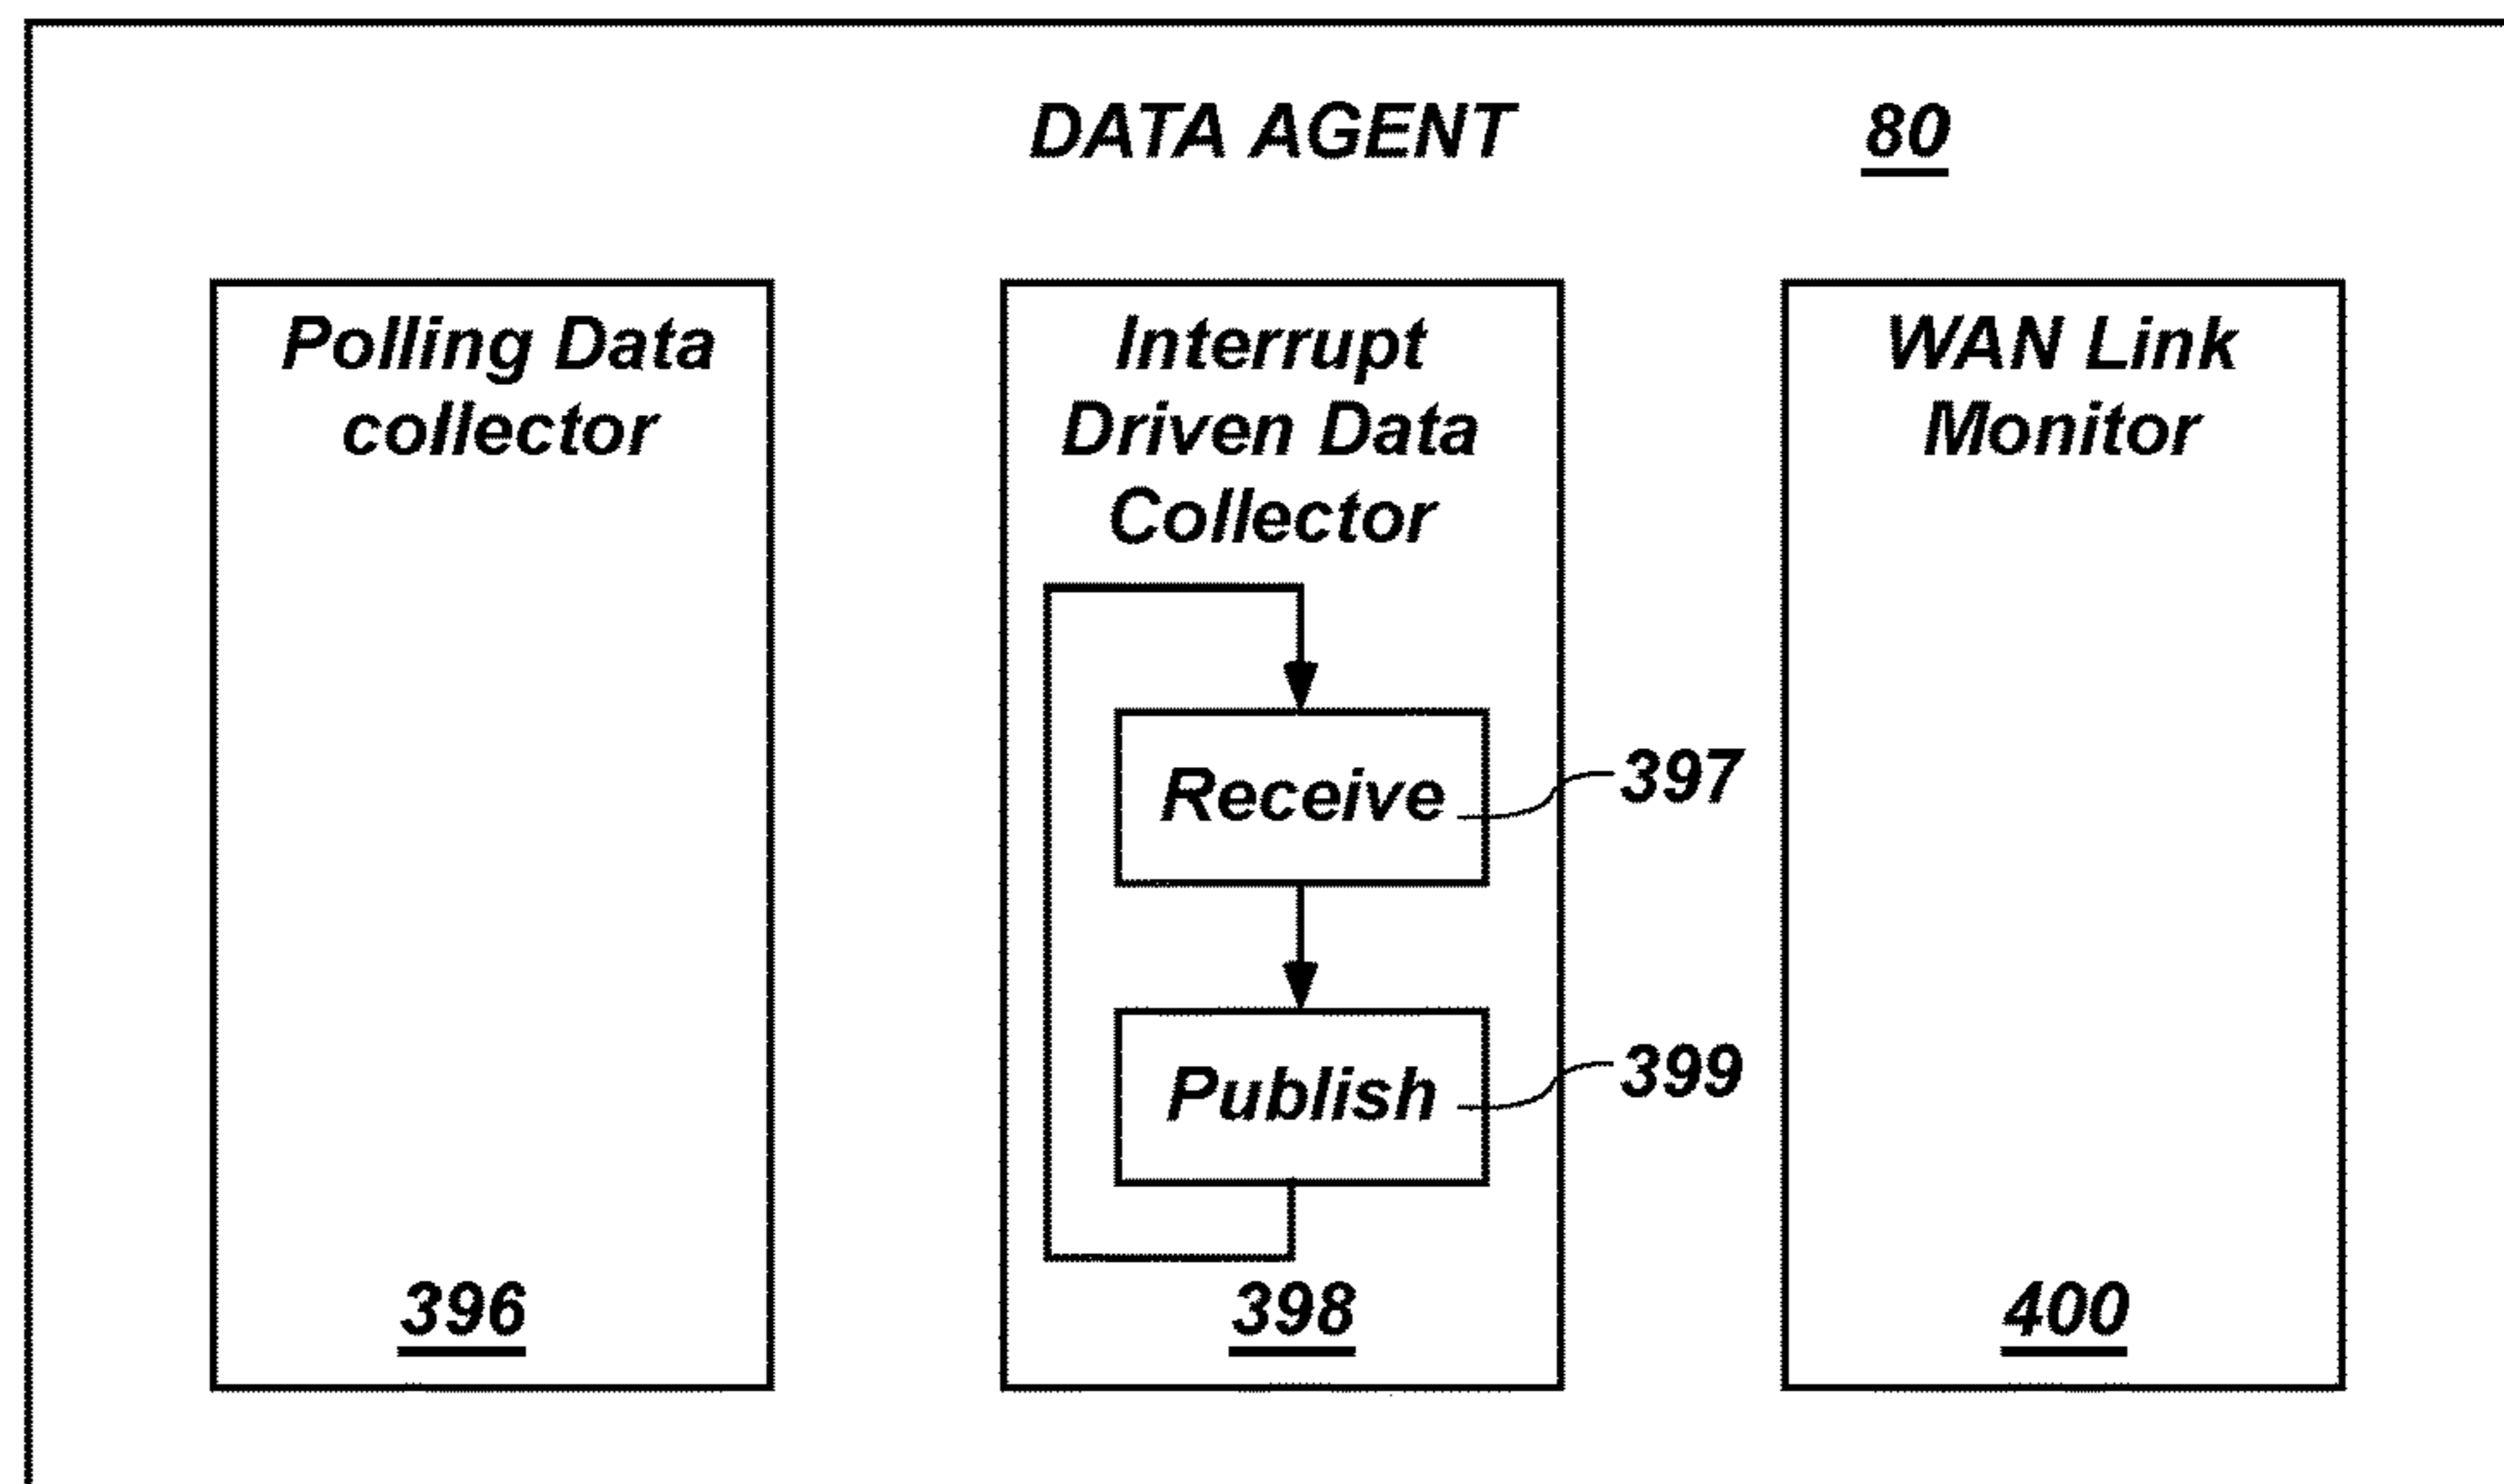 DATA AGENT 80
Polling Data
collector
396
Interrupt
Driven Data
Collector
Receive
397
Publish
399
398
WAN Link
Monitor
400